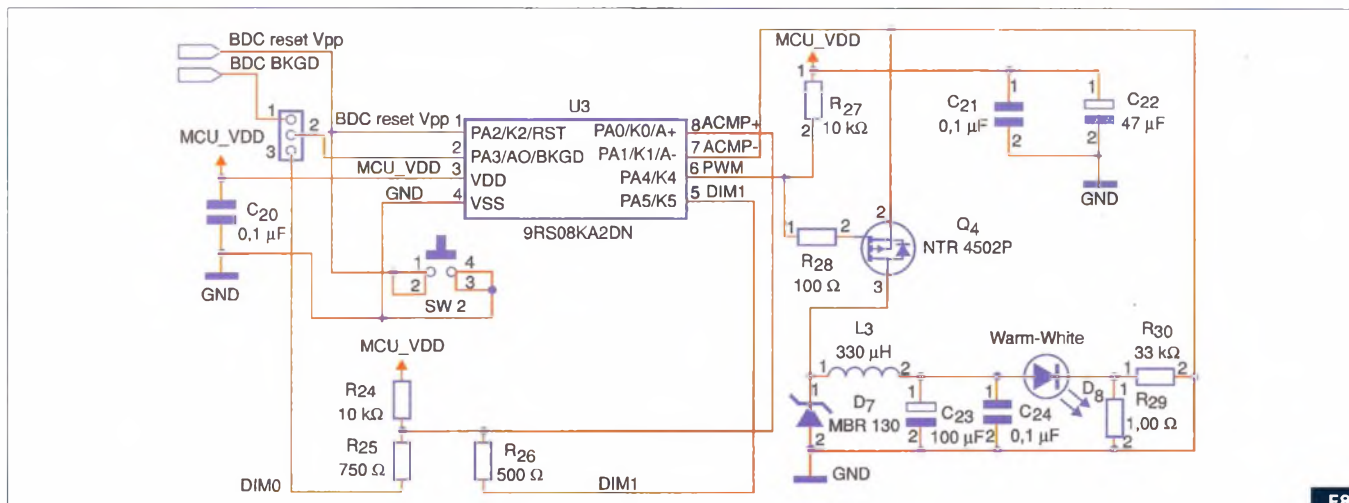 BDC reset Vpp
BDC BKGD
MCU_VDD
1
2
3
C20
0,1 µF
GND
BDC reset Vpp 1
2
MCU_VDD 3
GND 4
U3
PA2/K2/RST
PA3/AO/BKGD
VDD
VSS
PA0/K0/A+
PA1/K1/A-
PA4/K4
PA5/K5
9RS08KA2DN
8 ACMP+
7 ACMP-
6 PWM
5 DIM1
1
2
4
3
SW 2
MCU_VDD
R24
10 kΩ
R25
750 Ω
R26
500 Ω
DIM0
DIM1
MCU_VDD
1
R27
10 kΩ
2
1
C21
0,1 µF
2
1
C22
47 µF
2
GND
1
2
R28
100 Ω
2
3
Q4
NTR 4502P
L3
330 µH
1
2
1
D7
MBR 130
2
GND
1
C23
100 µF
2
1
C24
0,1 µF
2
Warm-White
D8
R30
33 kΩ
1
2
1
R29
1,00 Ω
2